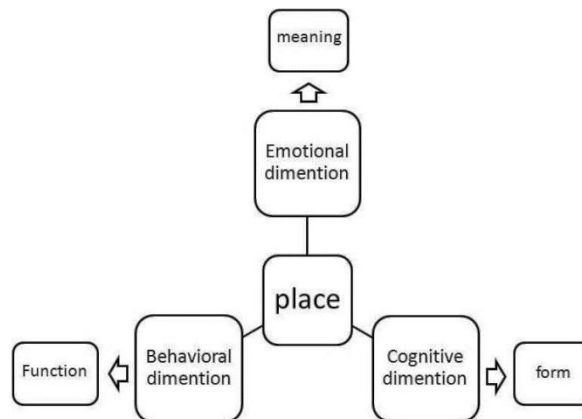 meaning
Emotional
dimention
place
Behavioral
dimention
Function
Cognitive
dimention
form